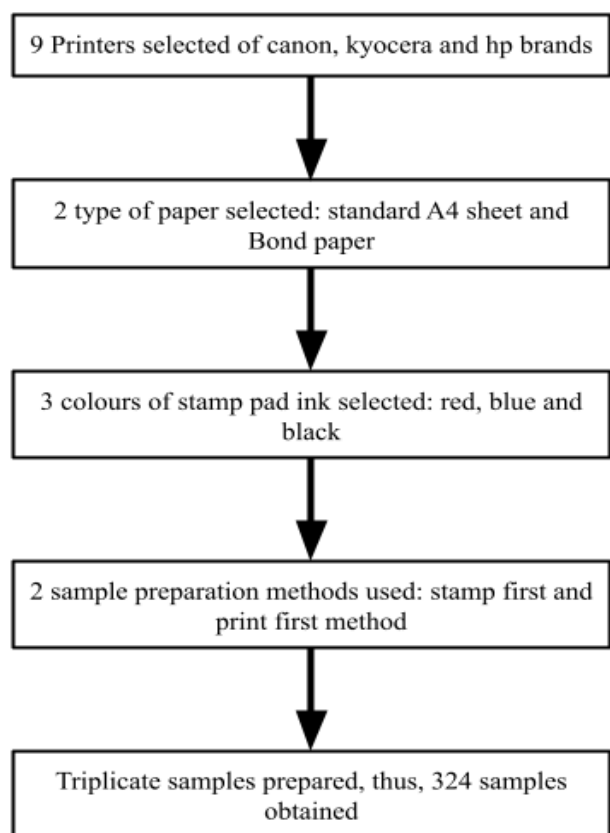 9 Printers selected of canon, kyocera and hp brands
2 type of paper selected: standard A4 sheet and
Bond paper
3 colours of stamp pad ink selected: red, blue and
black
2 sample preparation methods used: stamp first and
print first method
Triplicate samples prepared, thus, 324 samples
obtained